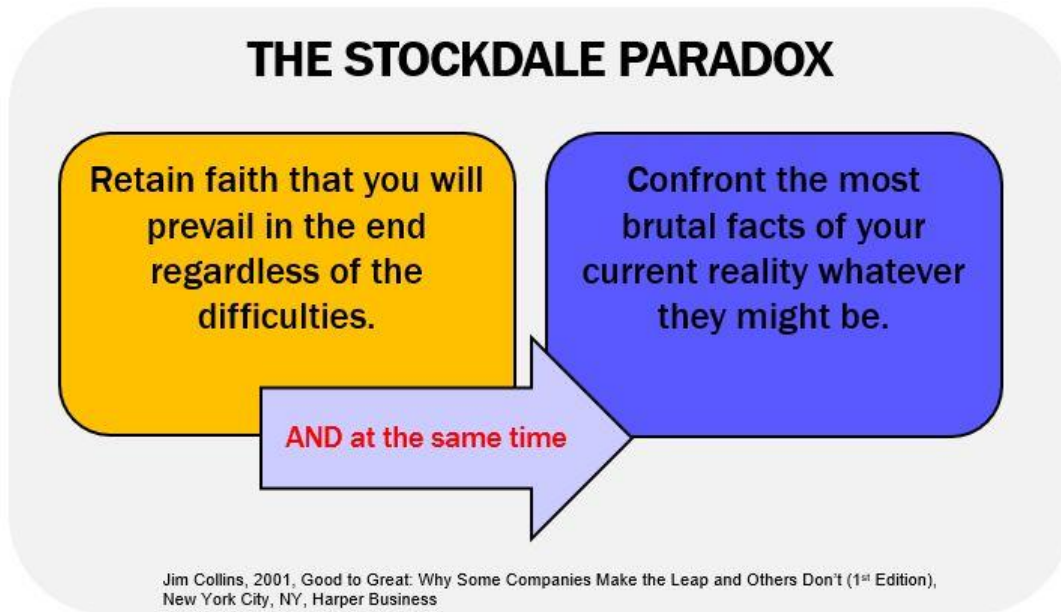 THE STOCKDALE PARADOX
Retain faith that you will
prevail in the end
regardless of the
difficulties.
AND at the same time
Confront the most
brutal facts of your
current reality whatever
they might be.
Jim Collins, 2001, Good to Great: Why Some Companies Make the Leap and Others Don't (1st Edition),
New York City, NY, Harper Business